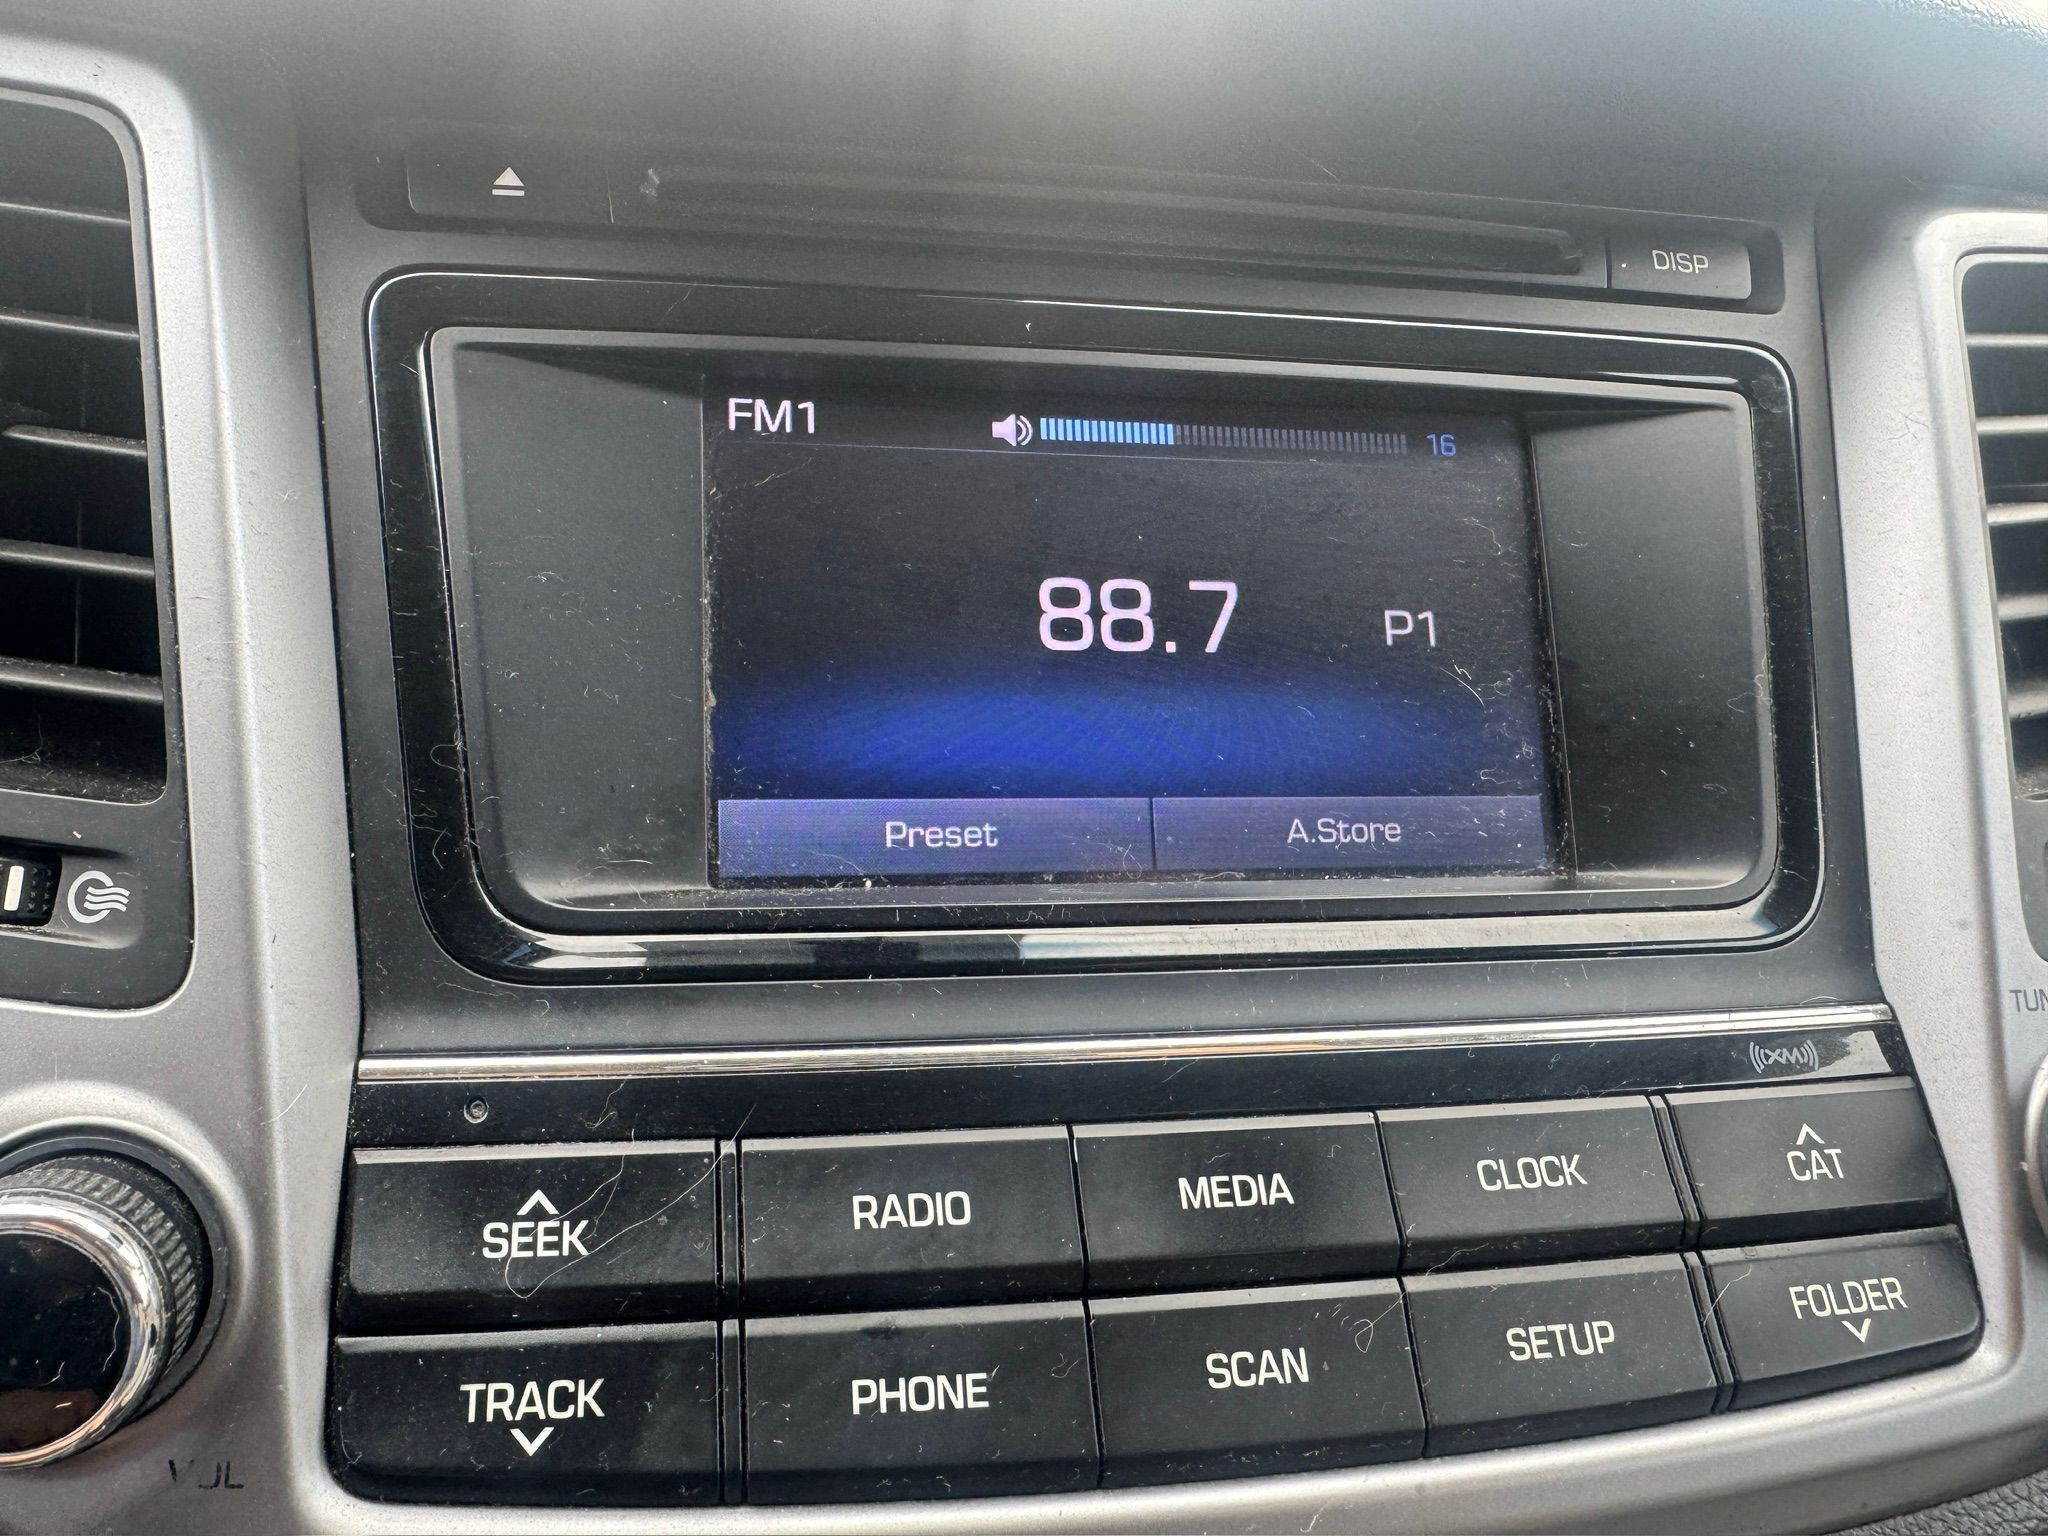 DISP
FM1
16
88.7
P1
Preset
A.Store
TUN
XM
SEEK
RADIO
MEDIA
CLOCK
CAT
TRACK
PHONE
SCAN
SETUP
FOLDER